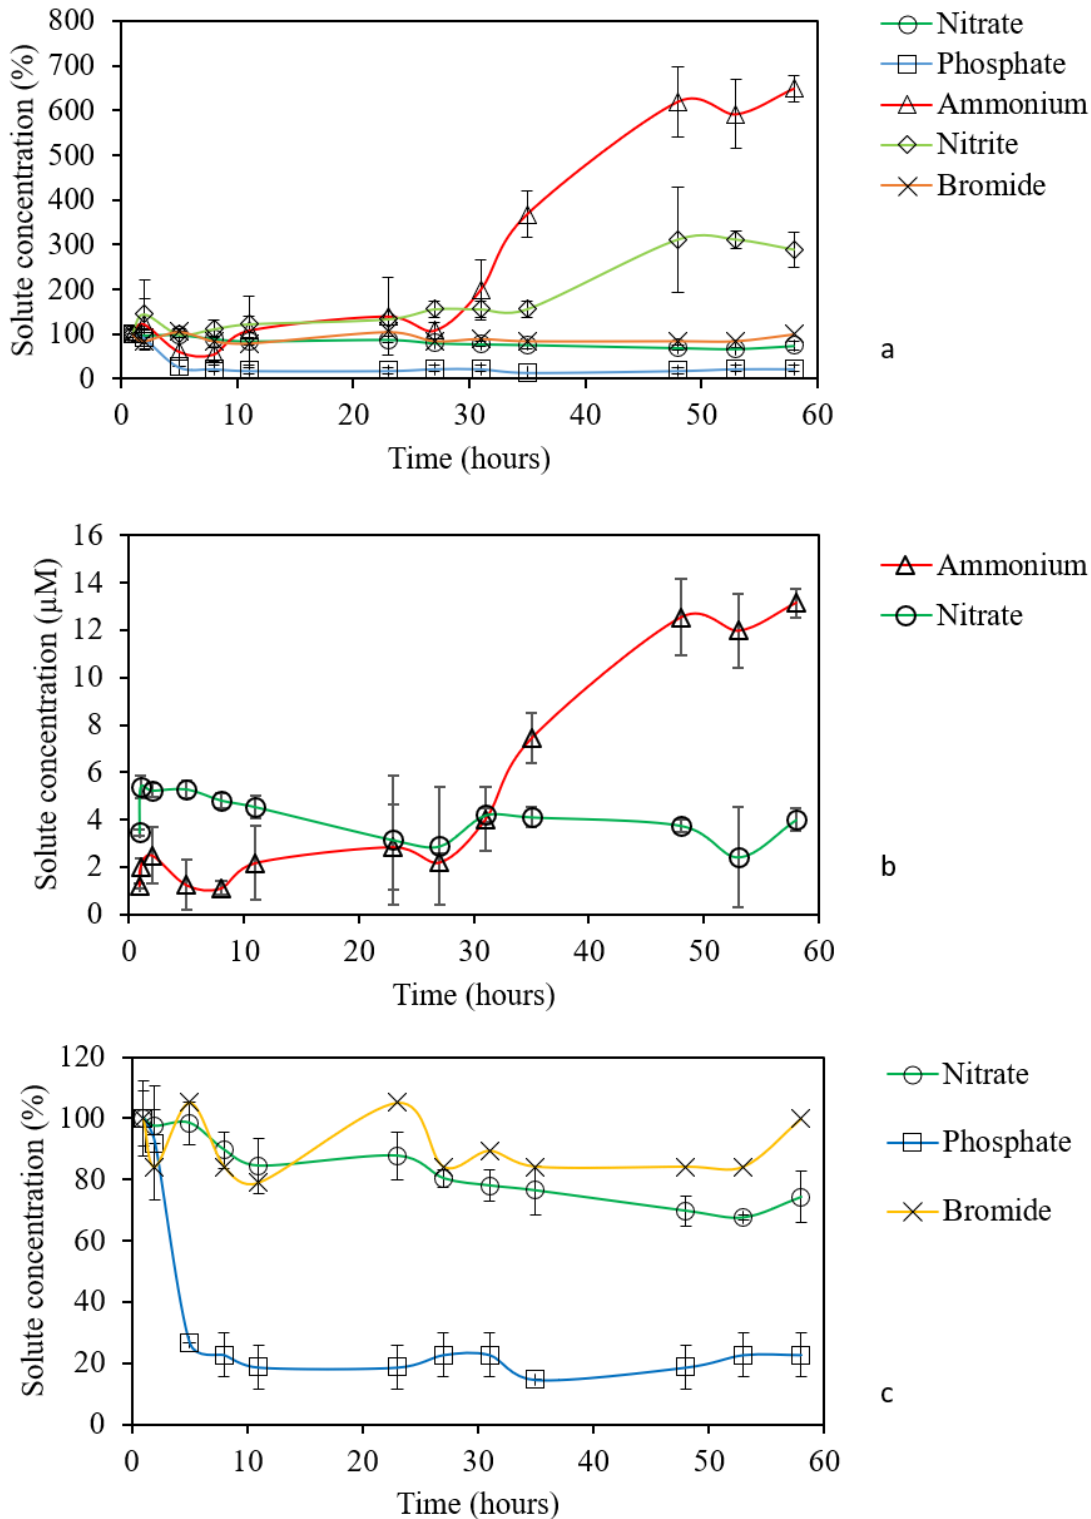 800
700
600
500
400
300
200
100
0
Solute concentration (%)
0 10 20 30 40 50 60
Time (hours)
Nitrate
Phosphate
Ammonium
Nitrite
Bromide
a
16
14
12
10
8
6
4
2
0
Solute concentration (µM)
0 10 20 30 40 50 60
Time (hours)
Ammonium
Nitrate
b
120
100
80
60
40
20
0
Solute concentration (%)
0 10 20 30 40 50 60
Time (hours)
Nitrate
Phosphate
Bromide
c